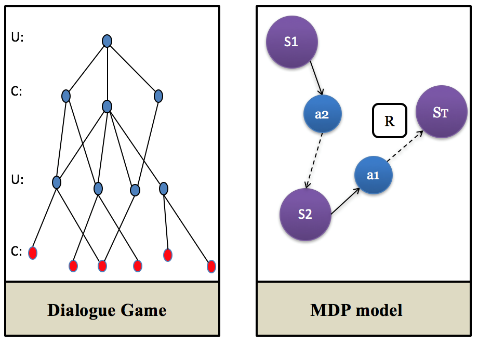 U:
C:
U:
C:
Dialogue Game
S1
a2
R
ST
a1
S2
MDP model